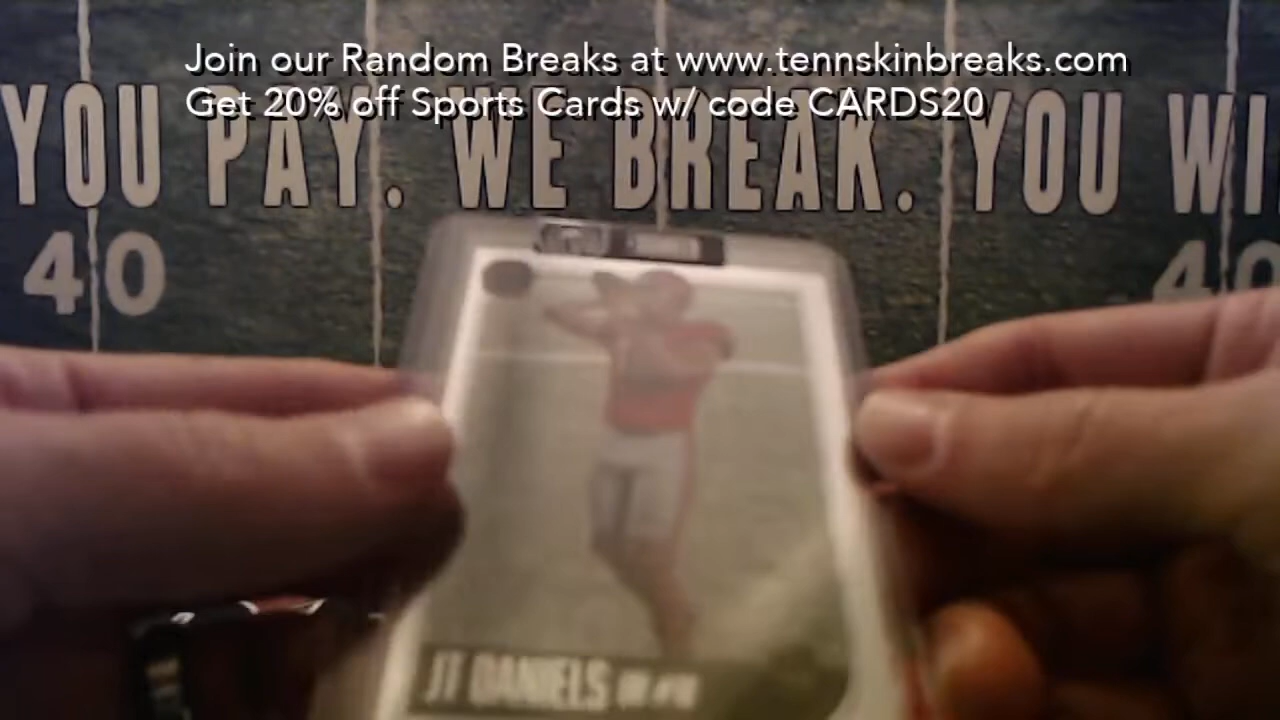 Join our Random Breaks at www.tennskinbreaks.com
Get 20% off Sports Cards w/ code CARDS20
YOU PAY. WE BREAK. YOU WI
40 40
JT DANIELS